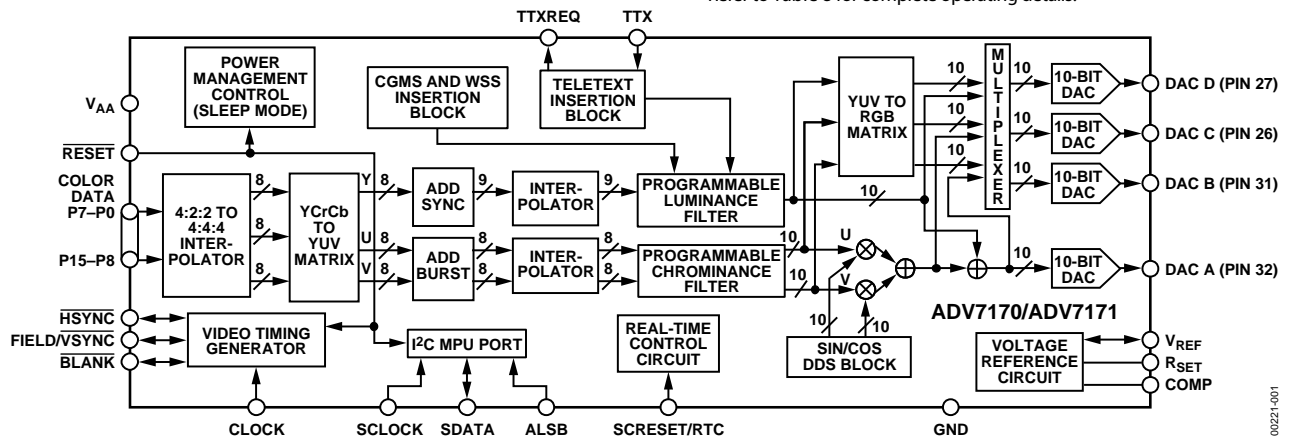 Refer to Table 8 for complete operating details.
TTXREQ
TTX
POWER
MANAGEMENT
CONTROL
(SLEEP MODE)
CGMS AND WSS
INSERTION
BLOCK
TELETEXT
INSERTION
BLOCK
YUV TO
RGB
MATRIX
MULTIPLEXER
10
10
10
10
10
10
10-BIT
DAC
DAC D (PIN 27)
10-BIT
DAC
DAC C (PIN 26)
10-BIT
DAC
DAC B (PIN 31)
VAA
RESET
COLOR
DATA
P7–P0
P15–P8
4:2:2 TO
4:4:4
INTER-
POLATOR
8
8
8
YCrCb
TO
YUV
MATRIX
Y
8
U
8
V
8
ADD
SYNC
9
INTER-
POLATOR
9
PROGRAMMABLE
LUMINANCE
FILTER
10
ADD
BURST
8
8
INTER-
POLATOR
8
8
PROGRAMMABLE
CHROMINANCE
FILTER
10
10
U
V
10
10-BIT
DAC
DAC A (PIN 32)
ADV7170/ADV7171
HSYNC
FIELD/VSYNC
BLANK
VIDEO TIMING
GENERATOR
I2C MPU PORT
REAL-TIME
CONTROL
CIRCUIT
10
10
SIN/COS
DDS BLOCK
VOLTAGE
REFERENCE
CIRCUIT
VREF
RSET
COMP
CLOCK
SCLOCK
SDATA
ALSB
SCRESET/RTC
GND
00221-001